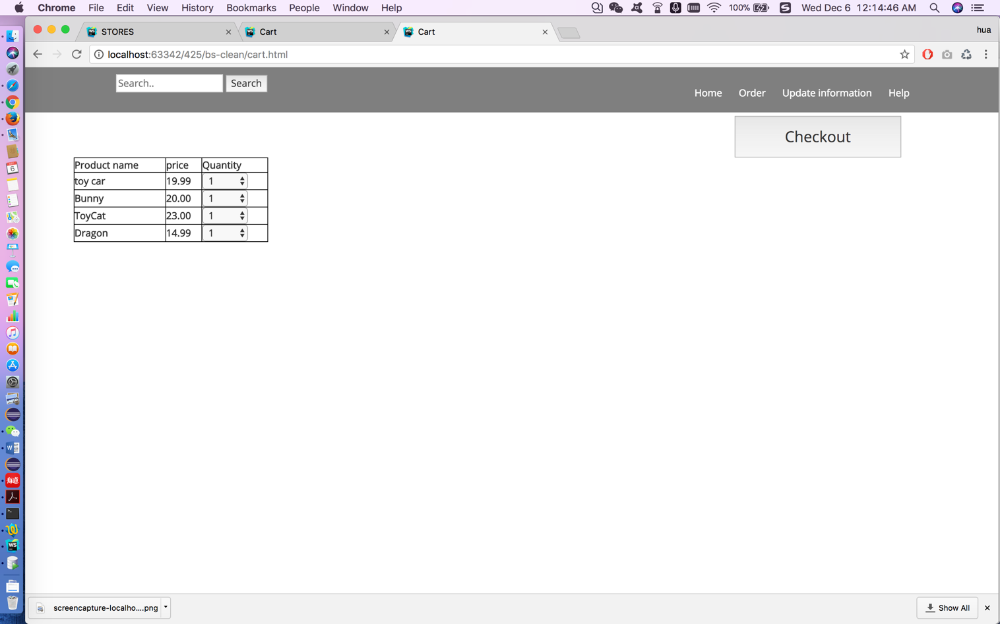 Chrome File Edit View History Bookmarks People Window Help 100% Wed Dec 6 12:14:46 AM
STORES Cart Cart hua
localhost:63342/425/bs-clean/cart.html
Search.. Search
Home Order Update information Help
Checkout
Product name price Quantity
toy car 19.99 1
Bunny 20.00 1
ToyCat 23.00 1
Dragon 14.99 1
screencapture-localho....png Show All